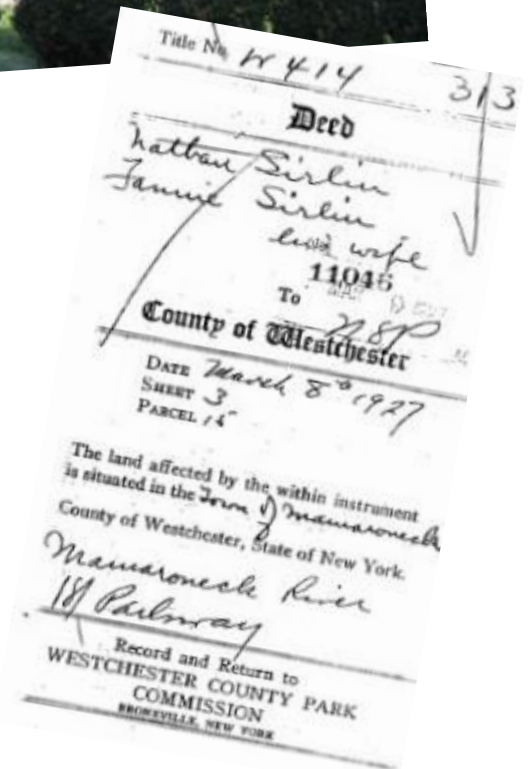 Title No. W 414
313
Deed
Nathan Sirlin
Fannie Sirlin
his wife
11046
To
County of Westchester
DATE March 8th 1927
SHEET 3
PARCEL 15
The land affected by the within instrument
is situated in the Town of Mamaroneck
County of Westchester, State of New York.
Mamaroneck River
Parkway
Record and Return to
WESTCHESTER COUNTY PARK
COMMISSION
BRONXVILLE, NEW YORK